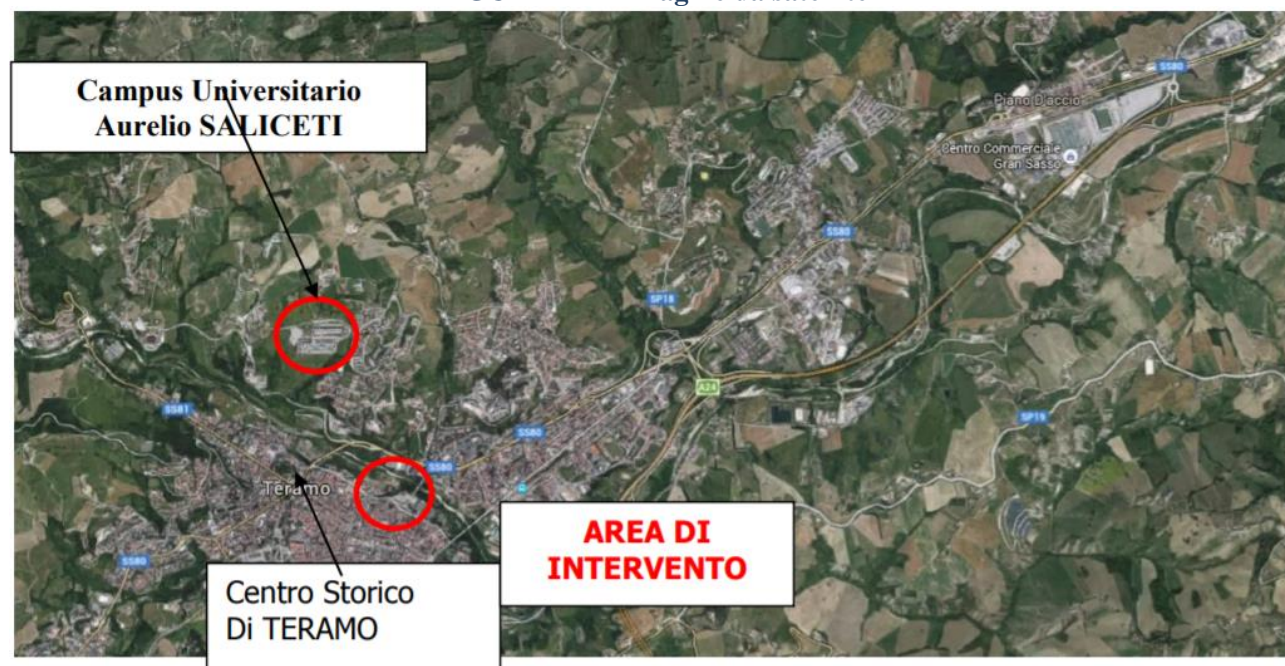 Campus Universitario
Aurelio SALICETI
SS80
Piano D'accio
Centro Commerciale
Gran Sasso
SS80
SP18
A24
SS81
SP19
SS80
SS80
Teramo
AREA DI
INTERVENTO
SS80
Centro Storico
Di TERAMO